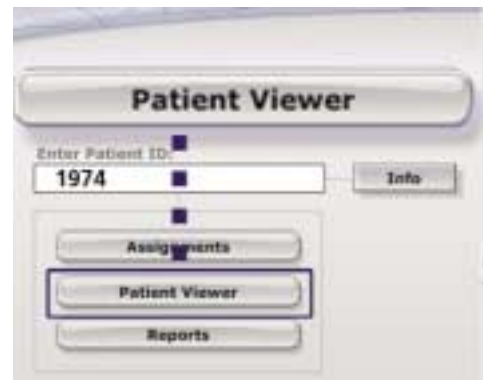 Patient Viewer
Enter Patient ID:
1974
Info
Assignments
Patient Viewer
Reports